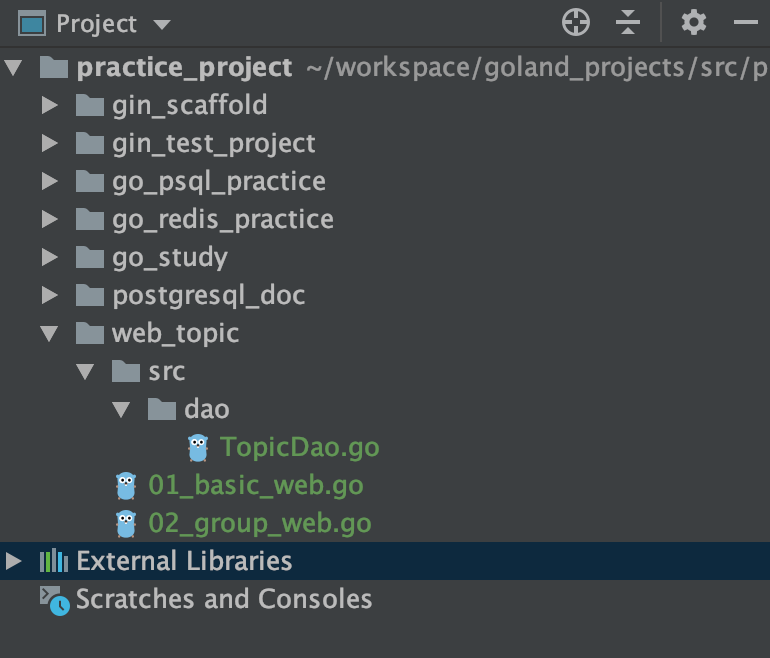 Project
practice_project ~/workspace/goland_projects/src/p
gin_scaffold
gin_test_project
go_psql_practice
go_redis_practice
go_study
postgresql_doc
web_topic
src
dao
TopicDao.go
01_basic_web.go
02_group_web.go
External Libraries
Scratches and Consoles